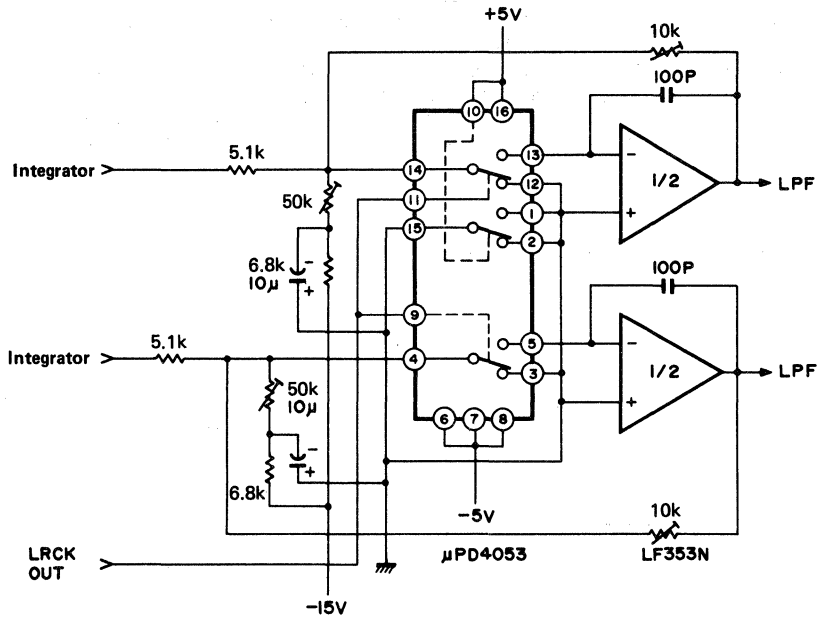 +5V
10k
100P
10 16
5.1k
13
Integrator
14
12
1/2
LPF
50k
11
1
15
2
6.8k
10μ
-
+
-
+
100P
9
5.1k
5
Integrator
4
3
1/2
LPF
50k
10μ
-
+
-
+
6 7 8
6.8k
-5V
10k
LRCK
OUT
μPD4053
LF353N
-15V